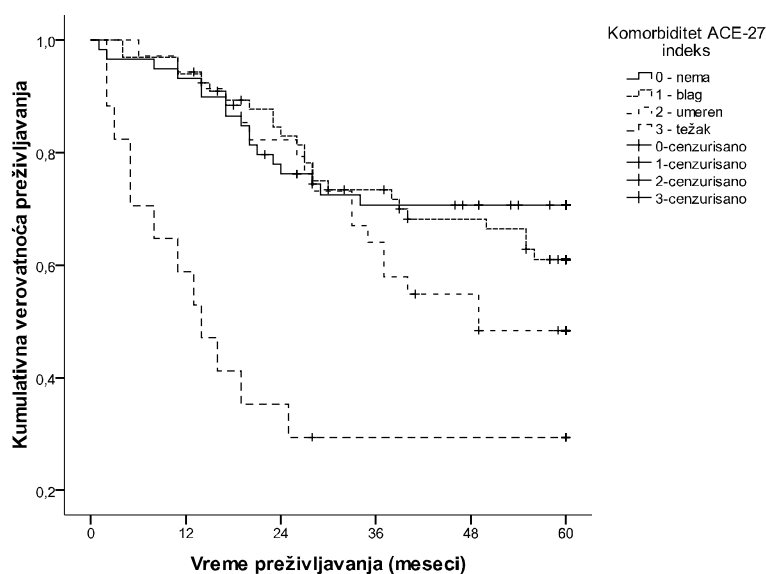 Komorbiditet ACE-27
indeks
0 - nema
1 - blag
2 - umeren
3 - težak
0-cenzurisano
1-cenzurisano
2-cenzurisano
3-cenzurisano
Kumulativna verovatnoća preživljavanja
1,0
0,8
0,6
0,4
0,2
0 12 24 36 48 60
Vreme preživljavanja (meseci)